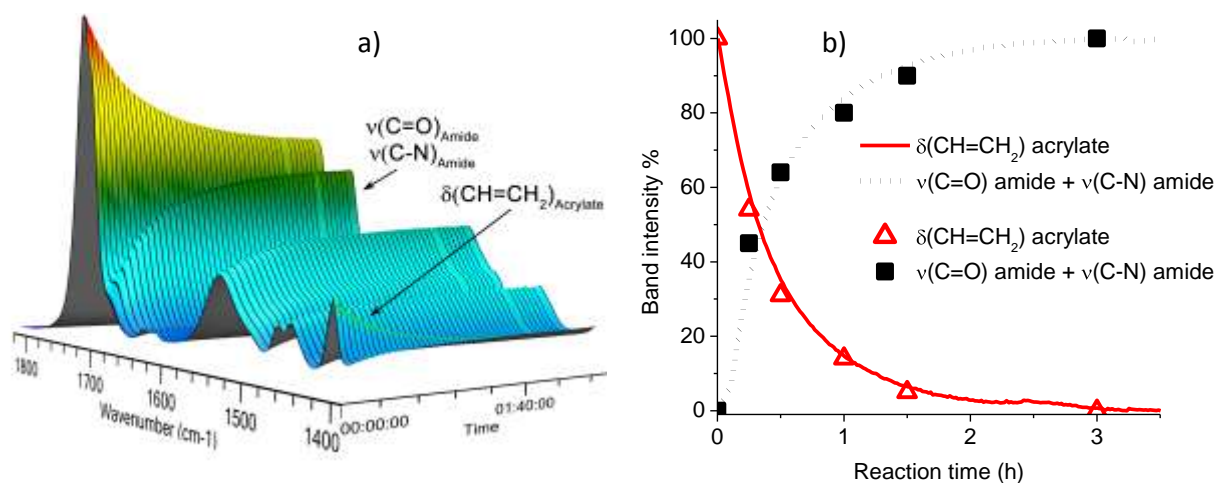 a)
ν(C=O)Amide
ν(C-N)Amide
δ(CH=CH₂)Acrylate
1800
1700
1600
1500
1400
Wavenumber (cm-1)
00:00:00
01:40:00
Time
b)
100
80
60
40
20
0
Band intensity %
δ(CH=CH₂) acrylate
ν(C=O) amide + ν(C-N) amide
δ(CH=CH₂) acrylate
ν(C=O) amide + ν(C-N) amide
0
1
2
3
Reaction time (h)